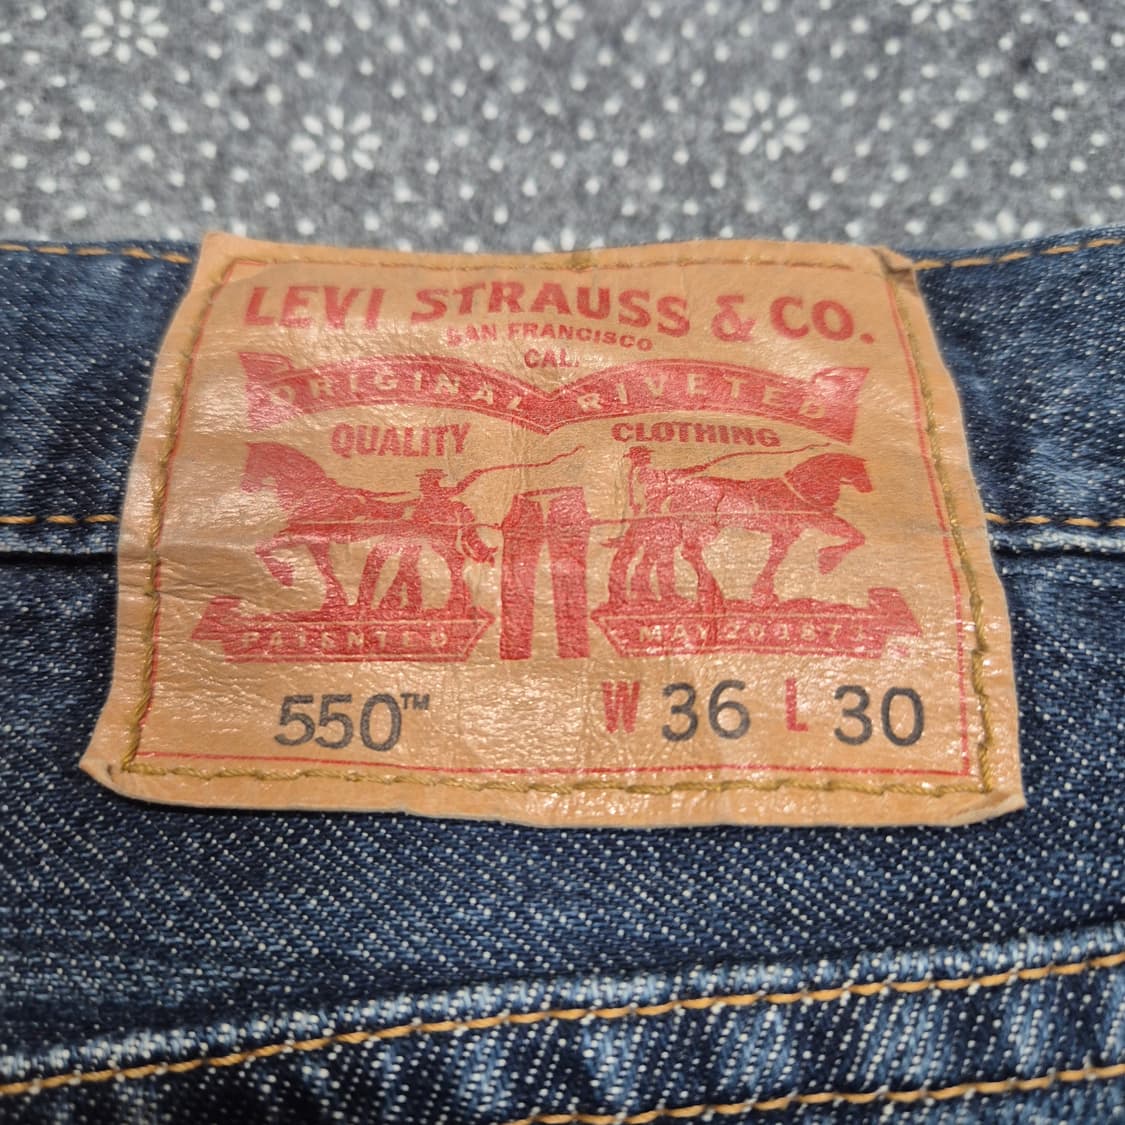 LEVI STRAUSS & CO.
SAN FRANCISCO
CAL.
ORIGINAL RIVETED
QUALITY CLOTHING
PATENTED MAY 20 1873
550™ W 36 L 30